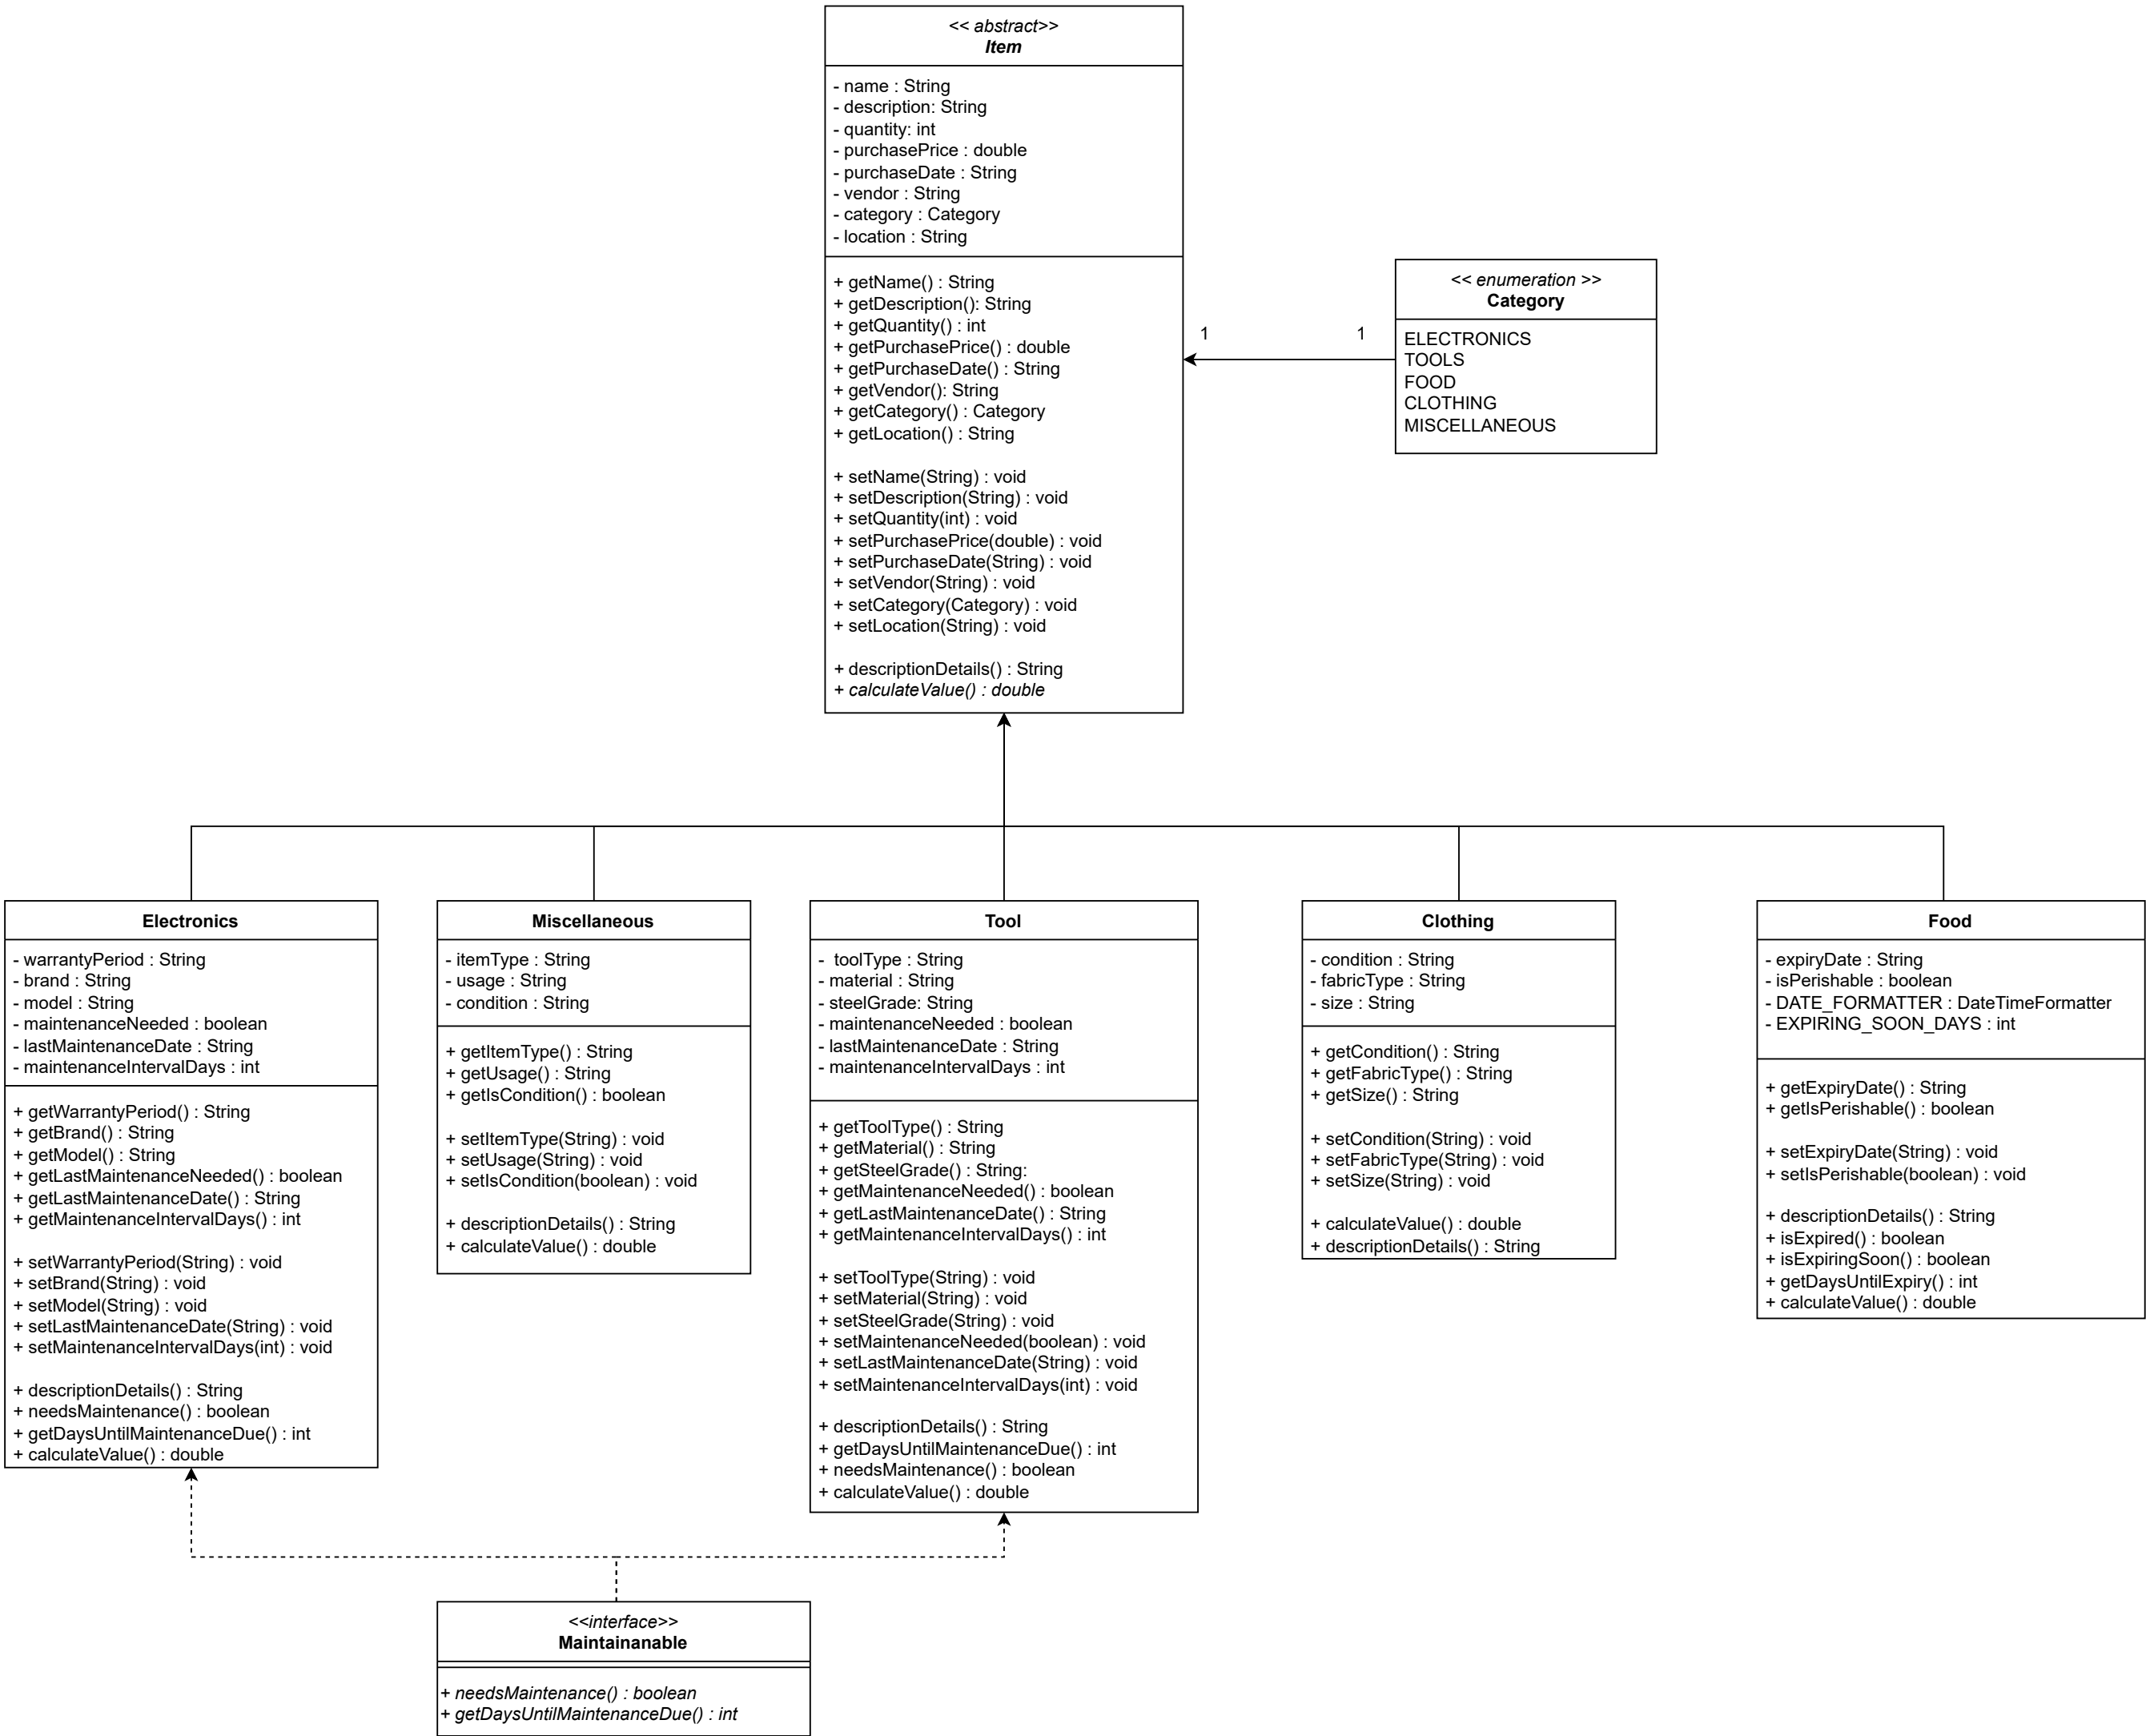 << abstract>>
Item
- name : String
- description: String
- quantity: int
- purchasePrice : double
- purchaseDate : String
- vendor : String
- category : Category
- location : String
+ getName() : String
+ getDescription(): String
+ getQuantity() : int
+ getPurchasePrice() : double
+ getPurchaseDate() : String
+ getVendor(): String
+ getCategory() : Category
+ getLocation() : String
+ setName(String) : void
+ setDescription(String) : void
+ setQuantity(int) : void
+ setPurchasePrice(double) : void
+ setPurchaseDate(String) : void
+ setVendor(String) : void
+ setCategory(Category) : void
+ setLocation(String) : void
+ descriptionDetails() : String
+ calculateValue() : double
1
1
<< enumeration >>
Category
ELECTRONICS
TOOLS
FOOD
CLOTHING
MISCELLANEOUS
Electronics
- warrantyPeriod : String
- brand : String
- model : String
- maintenanceNeeded : boolean
- lastMaintenanceDate : String
- maintenanceIntervalDays : int
+ getWarrantyPeriod() : String
+ getBrand() : String
+ getModel() : String
+ getLastMaintenanceNeeded() : boolean
+ getLastMaintenanceDate() : String
+ getMaintenanceIntervalDays() : int
+ setWarrantyPeriod(String) : void
+ setBrand(String) : void
+ setModel(String) : void
+ setLastMaintenanceDate(String) : void
+ setMaintenanceIntervalDays(int) : void
+ descriptionDetails() : String
+ needsMaintenance() : boolean
+ getDaysUntilMaintenanceDue() : int
+ calculateValue() : double
Miscellaneous
- itemType : String
- usage : String
- condition : String
+ getItemType() : String
+ getUsage() : String
+ getIsCondition() : boolean
+ setItemType(String) : void
+ setUsage(String) : void
+ setIsCondition(boolean) : void
+ descriptionDetails() : String
+ calculateValue() : double
Tool
- toolType : String
- material : String
- steelGrade: String
- maintenanceNeeded : boolean
- lastMaintenanceDate : String
- maintenanceIntervalDays : int
+ getToolType() : String
+ getMaterial() : String
+ getSteelGrade() : String:
+ getMaintenanceNeeded() : boolean
+ getLastMaintenanceDate() : String
+ getMaintenanceIntervalDays() : int
+ setToolType(String) : void
+ setMaterial(String) : void
+ setSteelGrade(String) : void
+ setMaintenanceNeeded(boolean) : void
+ setLastMaintenanceDate(String) : void
+ setMaintenanceIntervalDays(int) : void
+ descriptionDetails() : String
+ getDaysUntilMaintenanceDue() : int
+ needsMaintenance() : boolean
+ calculateValue() : double
Clothing
- condition : String
- fabricType : String
- size : String
+ getCondition() : String
+ getFabricType() : String
+ getSize() : String
+ setCondition(String) : void
+ setFabricType(String) : void
+ setSize(String) : void
+ calculateValue() : double
+ descriptionDetails() : String
Food
- expiryDate : String
- isPerishable : boolean
- DATE_FORMATTER : DateTimeFormatter
- EXPIRING_SOON_DAYS : int
+ getExpiryDate() : String
+ getIsPerishable() : boolean
+ setExpiryDate(String) : void
+ setIsPerishable(boolean) : void
+ descriptionDetails() : String
+ isExpired() : boolean
+ isExpiringSoon() : boolean
+ getDaysUntilExpiry() : int
+ calculateValue() : double
<<interface>>
Maintainanable
+ needsMaintenance() : boolean
+ getDaysUntilMaintenanceDue() : int